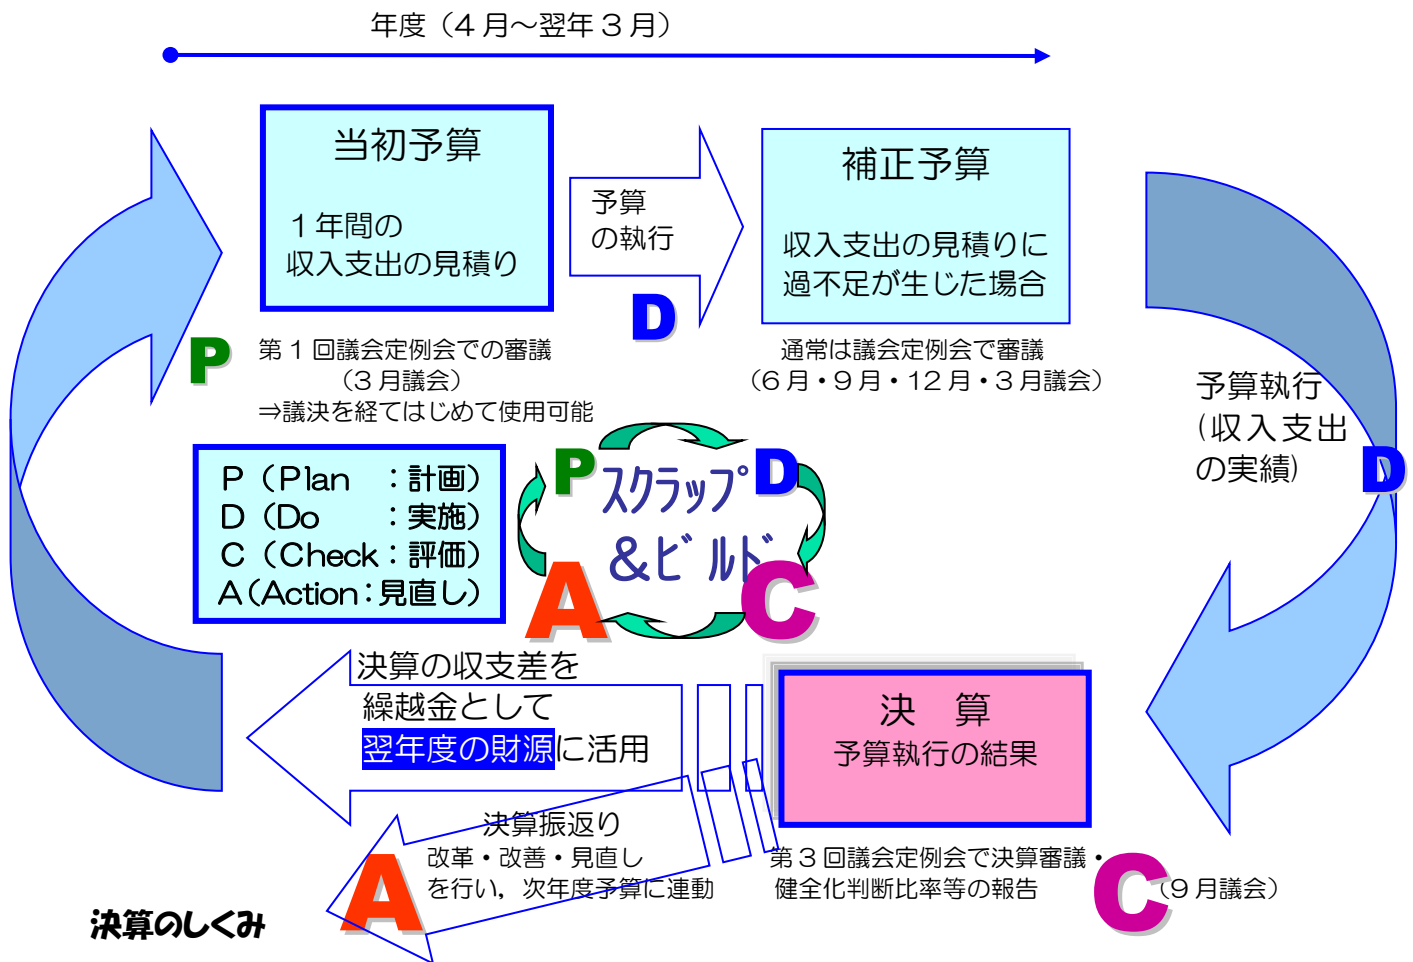 年度（４月～翌年３月）
当初予算
１年間の
収入支出の見積り
予算
の執行
D
補正予算
収入支出の見積りに
過不足が生じた場合
P
第１回議会定例会での審議
（３月議会）
⇒議決を経てはじめて使用可能
通常は議会定例会で審議
（６月・９月・１２月・３月議会）
予算執行
(収入支出
の実績)
D
P（Plan　：計画）
D（Do　　：実施）
C（Check：評価）
A（Action：見直し）
P
D
スクラップ
&ビルド
A
C
決算の収支差を
繰越金として
翌年度の財源に活用
決　算
予算執行の結果
決算振返り
改革・改善・見直し
を行い，次年度予算に連動
A
第３回議会定例会で決算審議・
健全化判断比率等の報告
C
（９月議会）
決算のしくみ